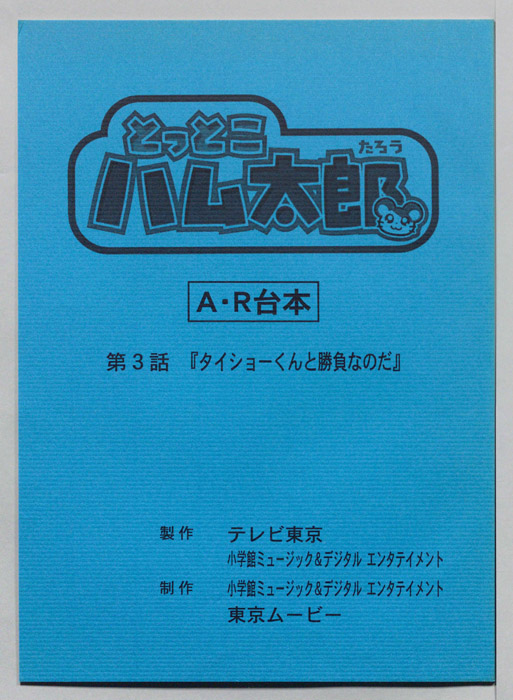 とっとこ
ハム太郎
たろう
A・R台本
第3話 『タイショーくんと勝負なのだ』
製作 テレビ東京
小学館ミュージック&デジタル エンタテイメント
制作 小学館ミュージック&デジタル エンタテイメント
東京ムービー